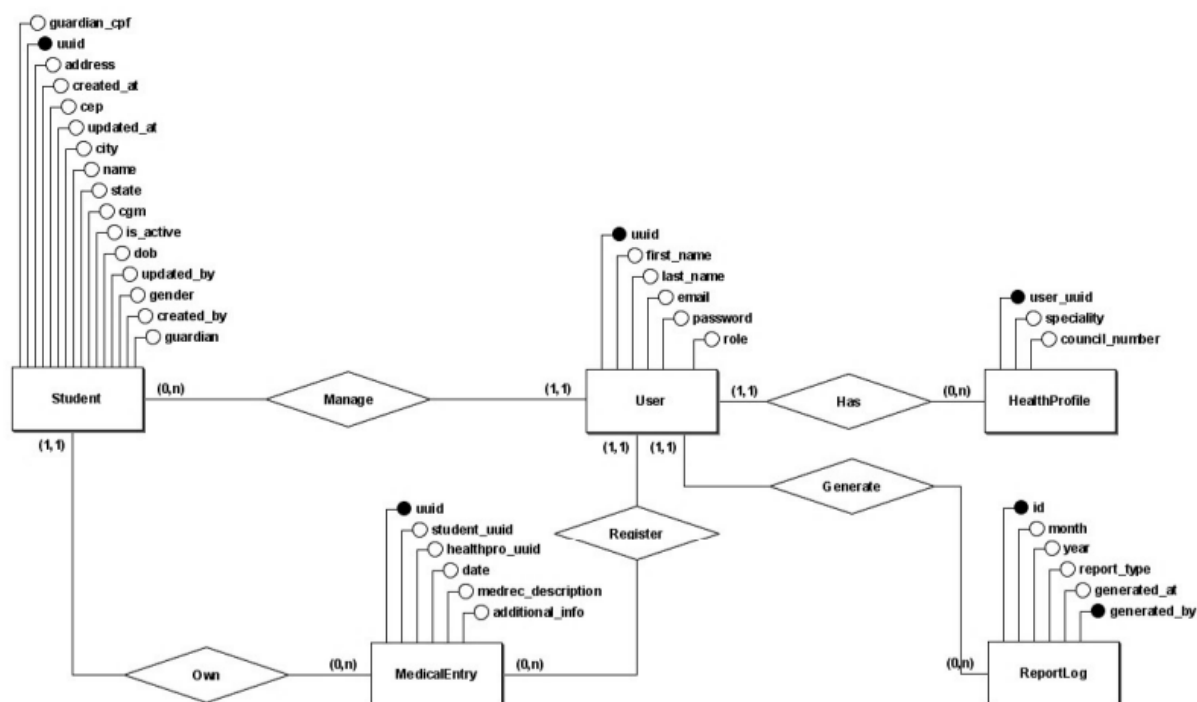 guardian_cpf
uuid
address
created_at
cep
updated_at
city
name
state
cgm
is_active
dob
updated_by
gender
created_by
guardian
Student
(0,n)
(1,1)
Manage
(1,1)
uuid
first_name
last_name
email
password
role
User
(1,1)
(1,1)
(1,1)
Has
(0,n)
user_uuid
speciality
council_number
HealthProfile
Generate
Register
id
month
year
report_type
generated_at
generated_by
(0,n)
ReportLog
uuid
student_uuid
healthpro_uuid
date
medrec_description
additional_info
Own
(0,n)
MedicalEntry
(0,n)